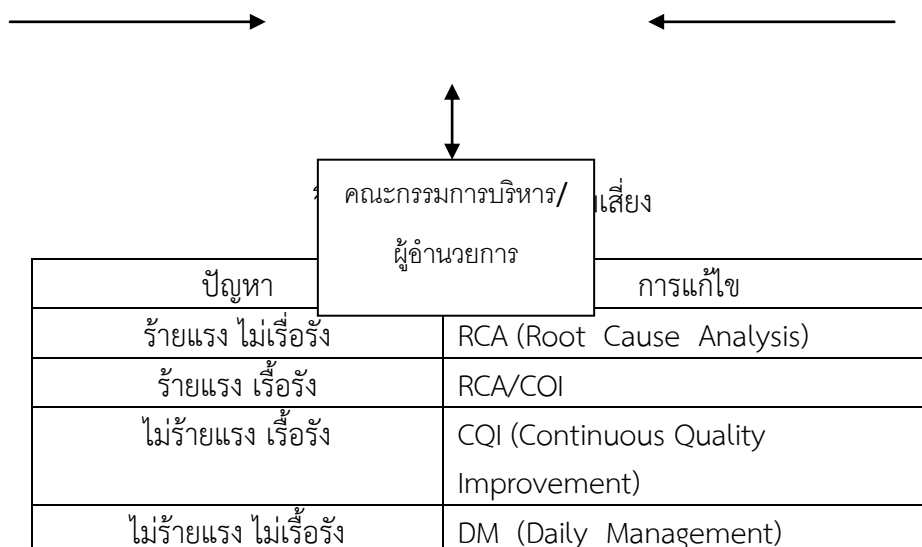 คณะกรรมการบริหาร/
ผู้อำนวยการ
เสี่ยง
ปัญหา การแก้ไข
ร้ายแรง ไม่เรื่อรัง RCA (Root Cause Analysis)
ร้ายแรง เรื้อรัง RCA/COI
ไม่ร้ายแรง เรื้อรัง CQI (Continuous Quality
Improvement)
ไม่ร้ายแรง ไม่เรื้อรัง DM (Daily Management)